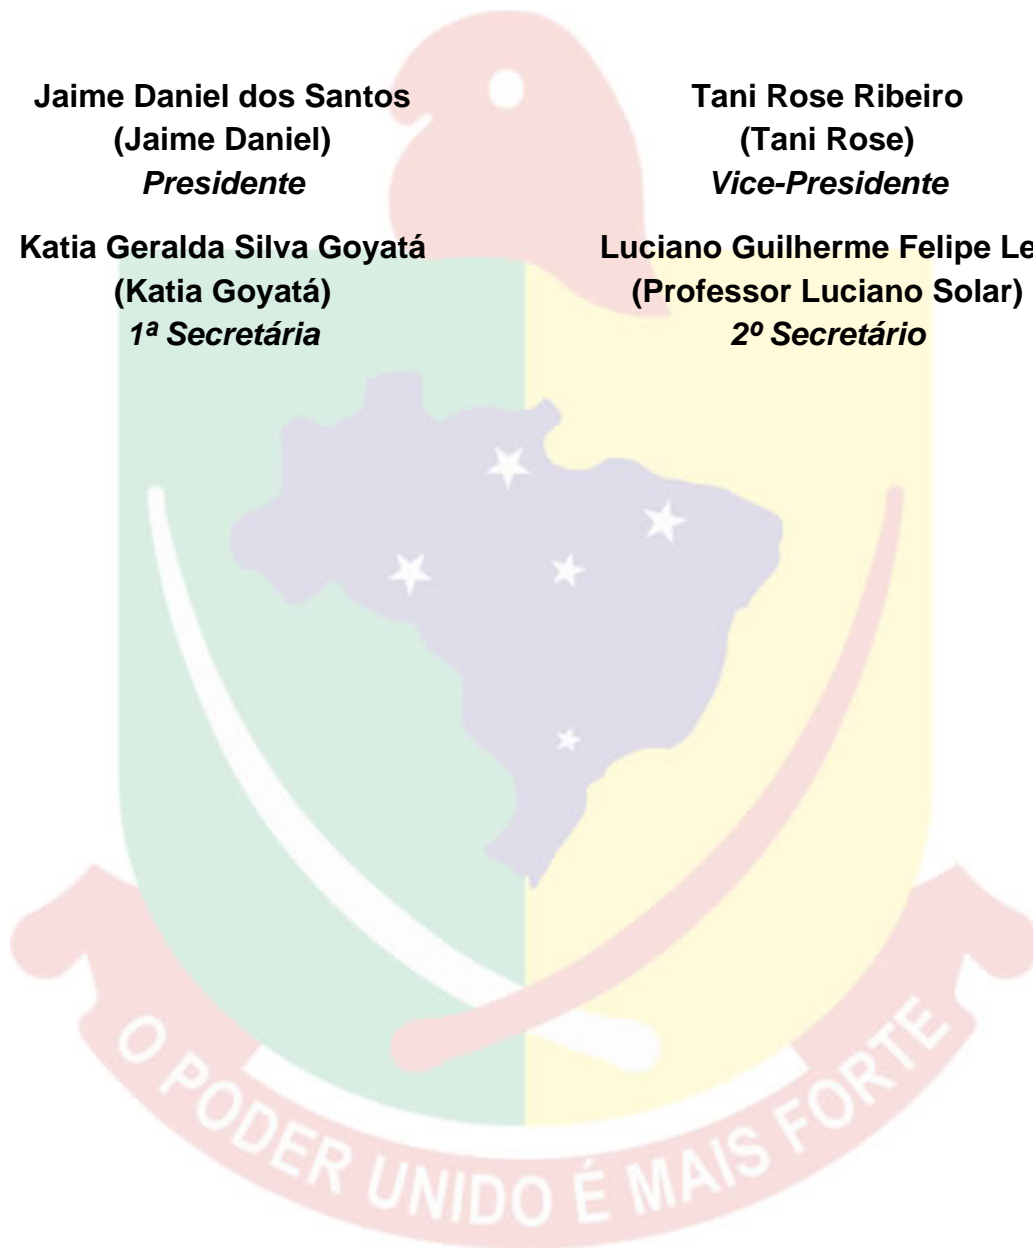 Jaime Daniel dos Santos
(Jaime Daniel)
Presidente
Tani Rose Ribeiro
(Tani Rose)
Vice-Presidente
Katia Geralda Silva Goyatá
(Katia Goyatá)
1ª Secretária
Luciano Guilherme Felipe
(Professor Luciano Solar)
2º Secretário
O PODER UNIDO É MAIS FORTE